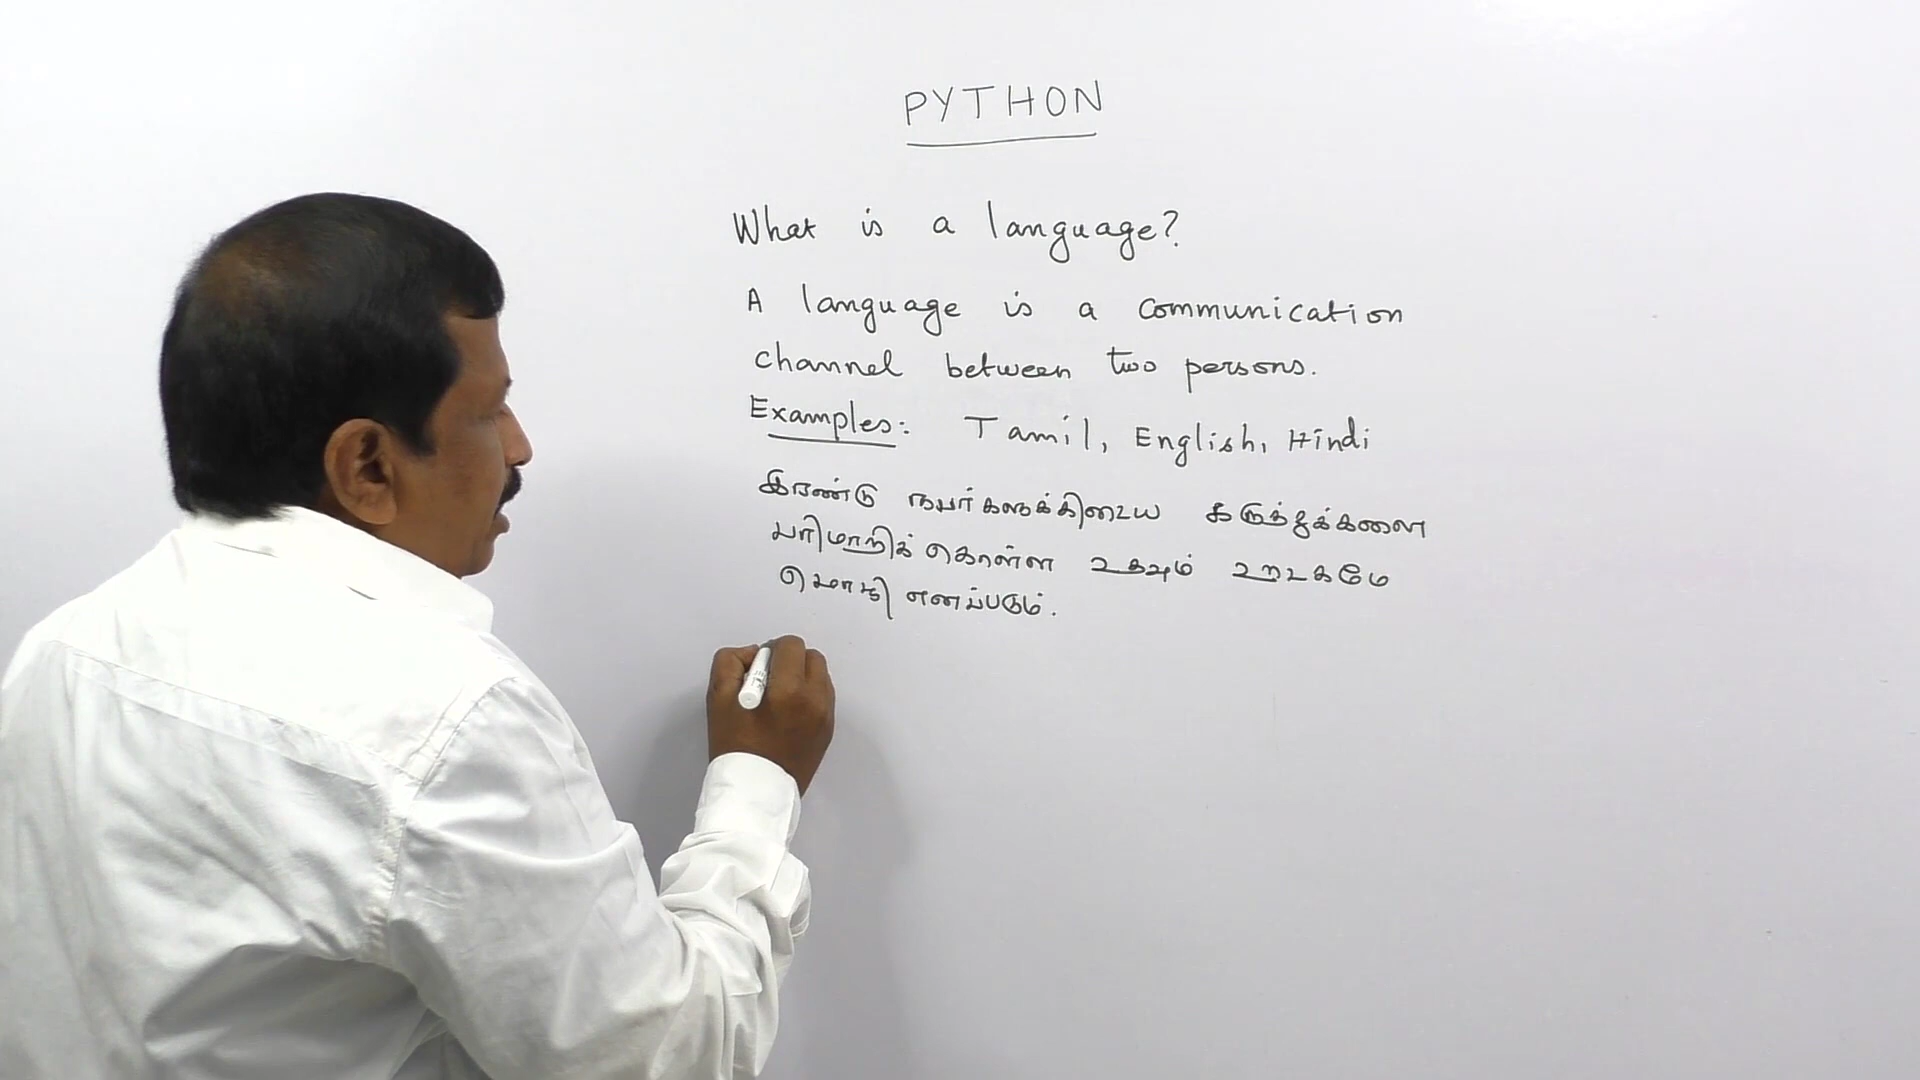 PYTHON
What is a language?
A language is a communication
channel between two persons.
Examples: Tamil, English, Hindi
இரண்டு நபர்களுக்கிடையே கருத்துக்களை
பரிமாறிக் கொள்ள உதவும் ஊடகமே
மொழி எனப்படும்.